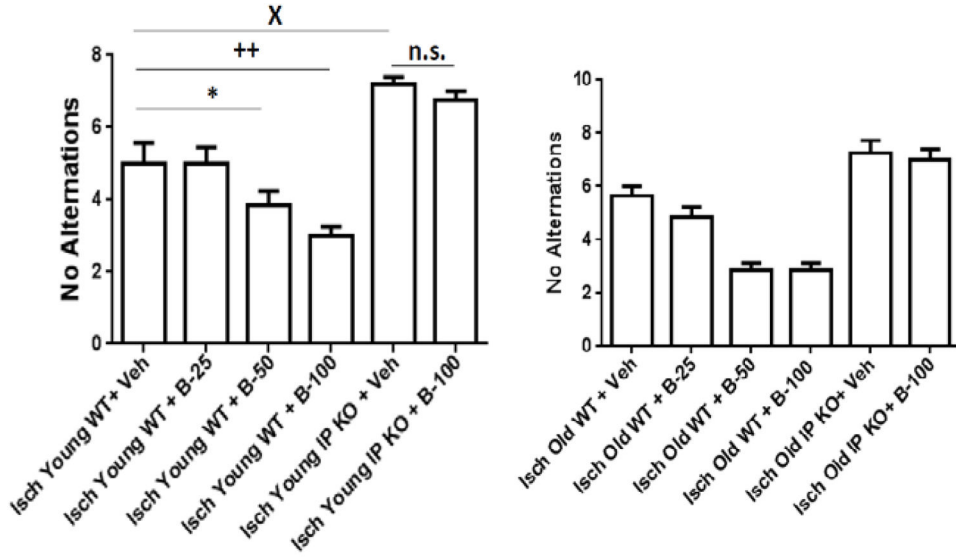 X
++
n.s.
*
No Alternations
8
6
4
2
0
Isch Young WT+ Veh
Isch Young WT + B-25
Isch Young WT + B-50
Isch Young WT + B-100
Isch Young IP KO + Veh
Isch Young IP KO + B-100
No Alternations
10
8
6
4
2
0
Isch Old WT + Veh
Isch Old WT + B-25
Isch Old WT + B-50
Isch Old WT + B-100
Isch Old IP KO+ Veh
Isch Old IP KO + B-100